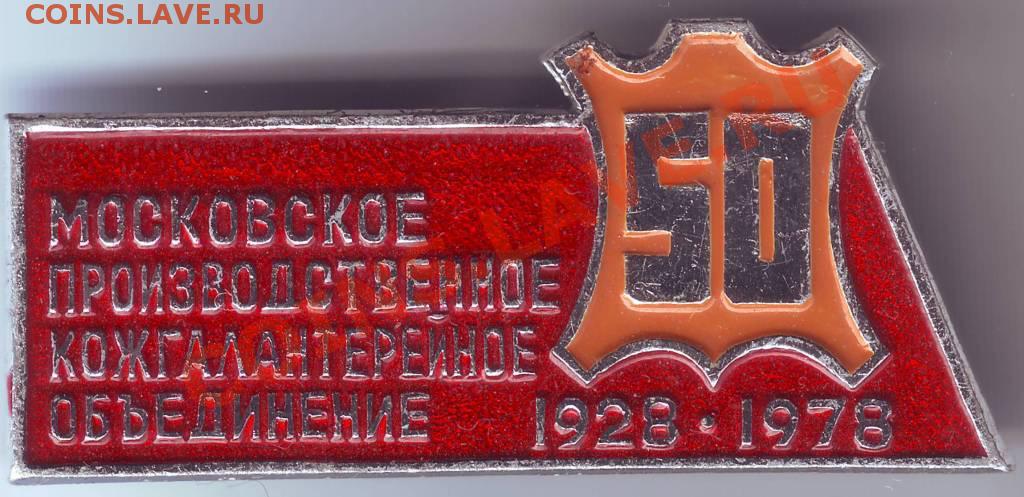 COINS.LAVE.RU
50
МОСКОВСКОЕ
ПРОИЗВОДСТВЕННОЕ
КОЖГАЛАНТЕРЕЙНОЕ
ОБЪЕДИНЕНИЕ
1928 · 1978